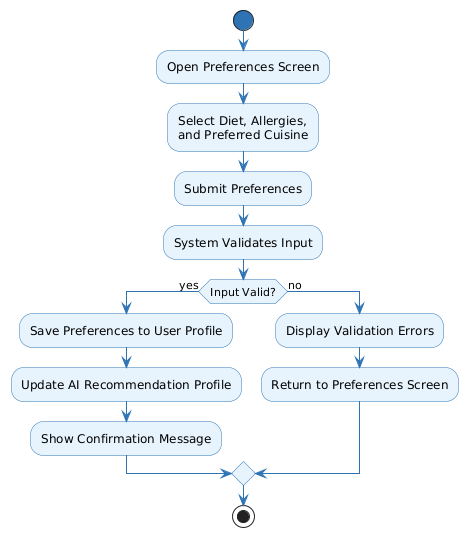 Open Preferences Screen
Select Diet, Allergies,
and Preferred Cuisine
Submit Preferences
System Validates Input
Input Valid?
yes
no
Save Preferences to User Profile
Update AI Recommendation Profile
Show Confirmation Message
Display Validation Errors
Return to Preferences Screen